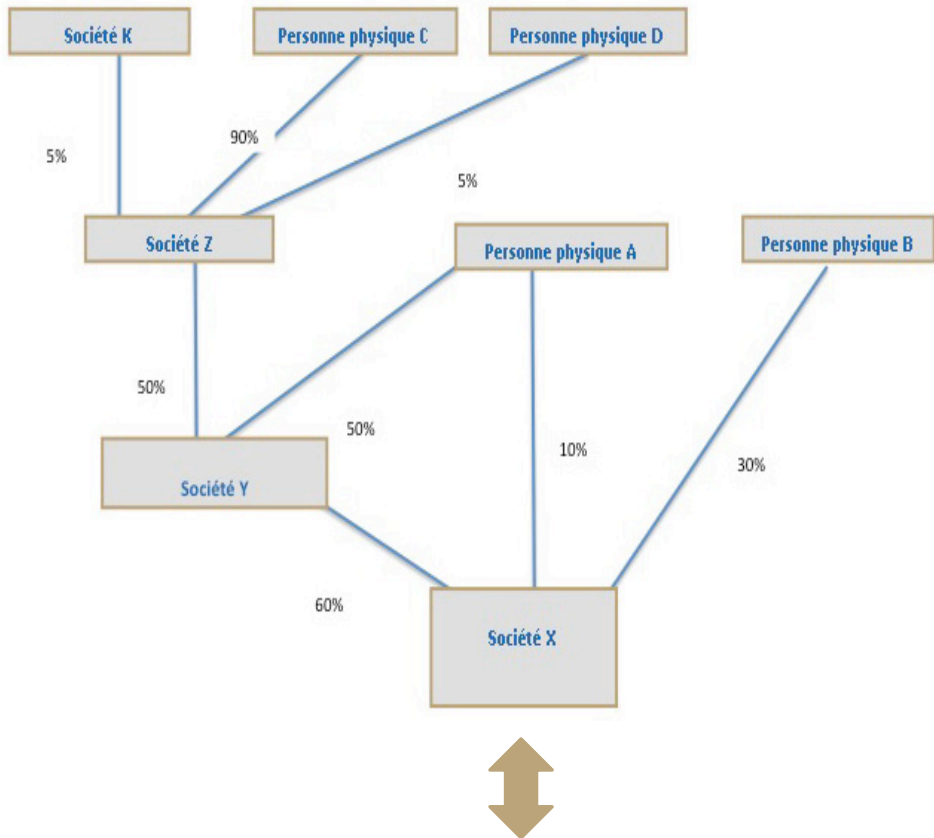 Société K
Personne physique C
Personne physique D
90%
5%
5%
Société Z
Personne physique A
Personne physique B
50%
50%
10%
30%
Société Y
60%
Société X